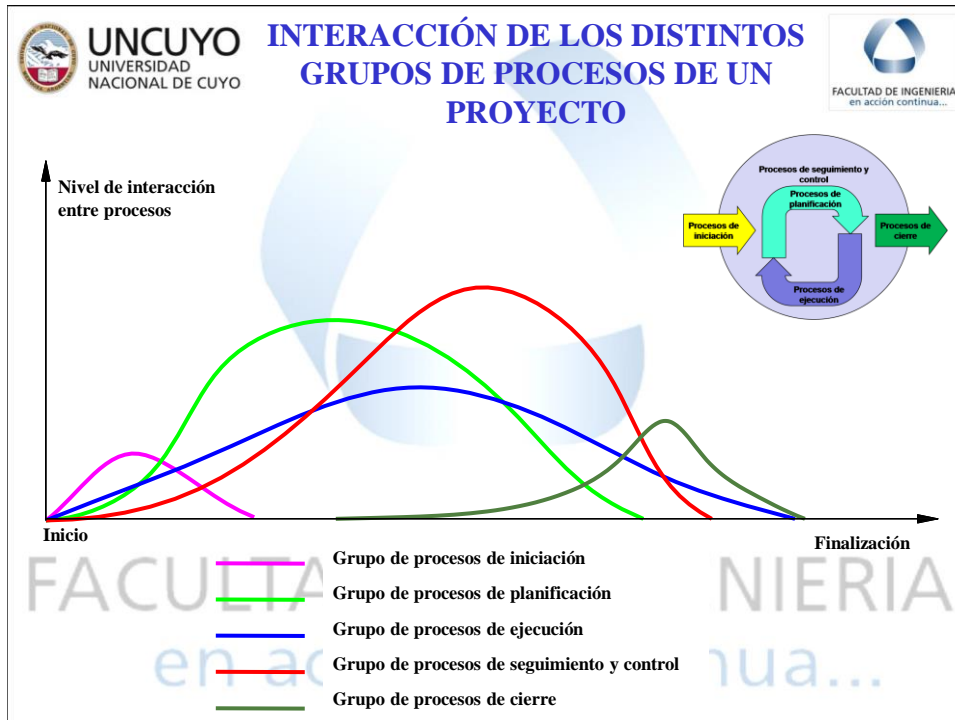 UNCUYO
UNIVERSIDAD
NACIONAL DE CUYO
INTERACCIÓN DE LOS DISTINTOS
GRUPOS DE PROCESOS DE UN
PROYECTO
FACULTAD DE INGENIERIA
en acción continua...
Nivel de interacción
entre procesos
Procesos de seguimiento y
control
Procesos de
planificación
Procesos de
iniciación
Procesos de
cierre
Procesos de
ejecución
Inicio
Finalización
Grupo de procesos de iniciación
Grupo de procesos de planificación
Grupo de procesos de ejecución
Grupo de procesos de seguimiento y control
Grupo de procesos de cierre